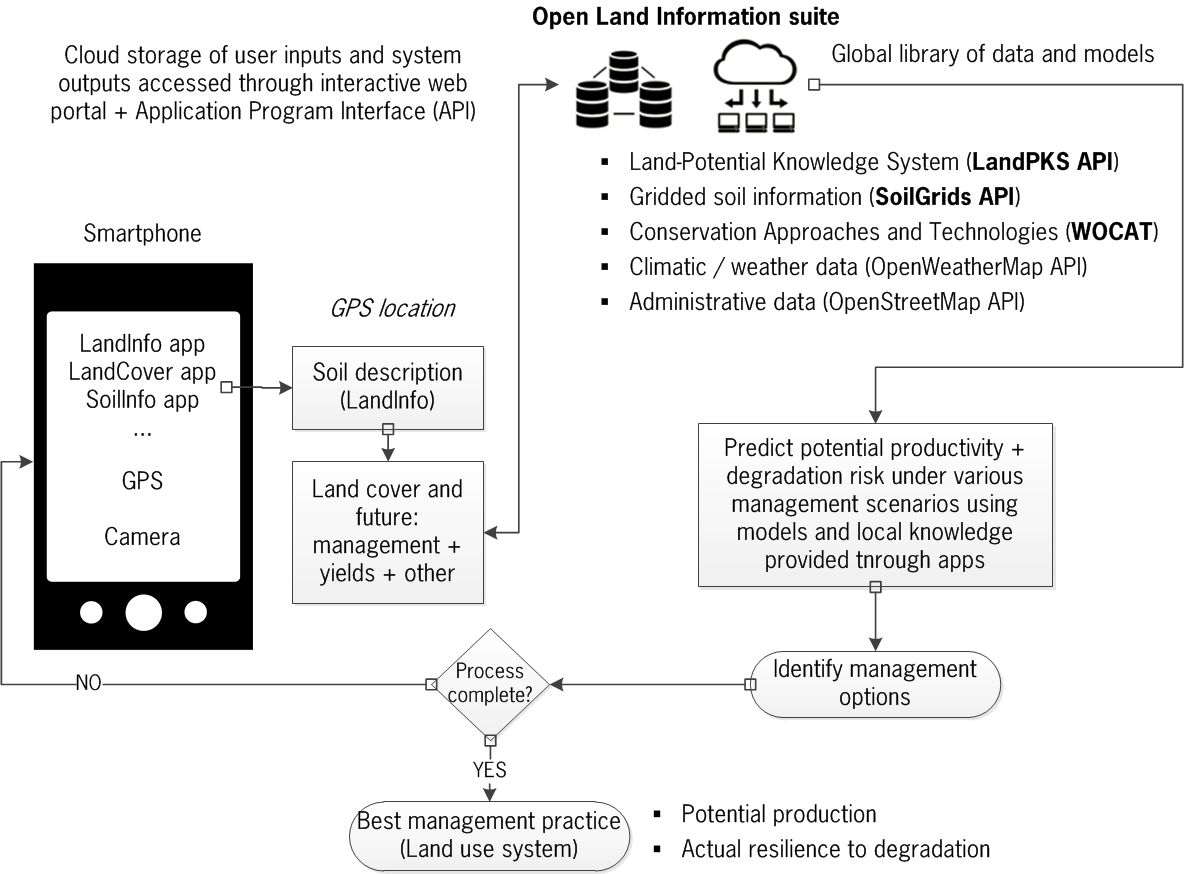 Open Land Information suite
Cloud storage of user inputs and system
outputs accessed through interactive web
portal + Application Program Interface (API)
Global library of data and models
▪ Land-Potential Knowledge System (LandPKS API)
▪ Gridded soil information (SoilGrids API)
▪ Conservation Approaches and Technologies (WOCAT)
▪ Climatic / weather data (OpenWeatherMap API)
▪ Administrative data (OpenStreetMap API)
Smartphone
LandInfo app
LandCover app
SoilInfo app
...
GPS
Camera
GPS location
Soil description
(LandInfo)
Land cover and
future:
management +
yields + other
Predict potential productivity +
degradation risk under various
management scenarios using
models and local knowledge
provided tnrough apps
Identify management
options
Process
complete?
NO
YES
Best management practice
(Land use system)
▪ Potential production
▪ Actual resilience to degradation